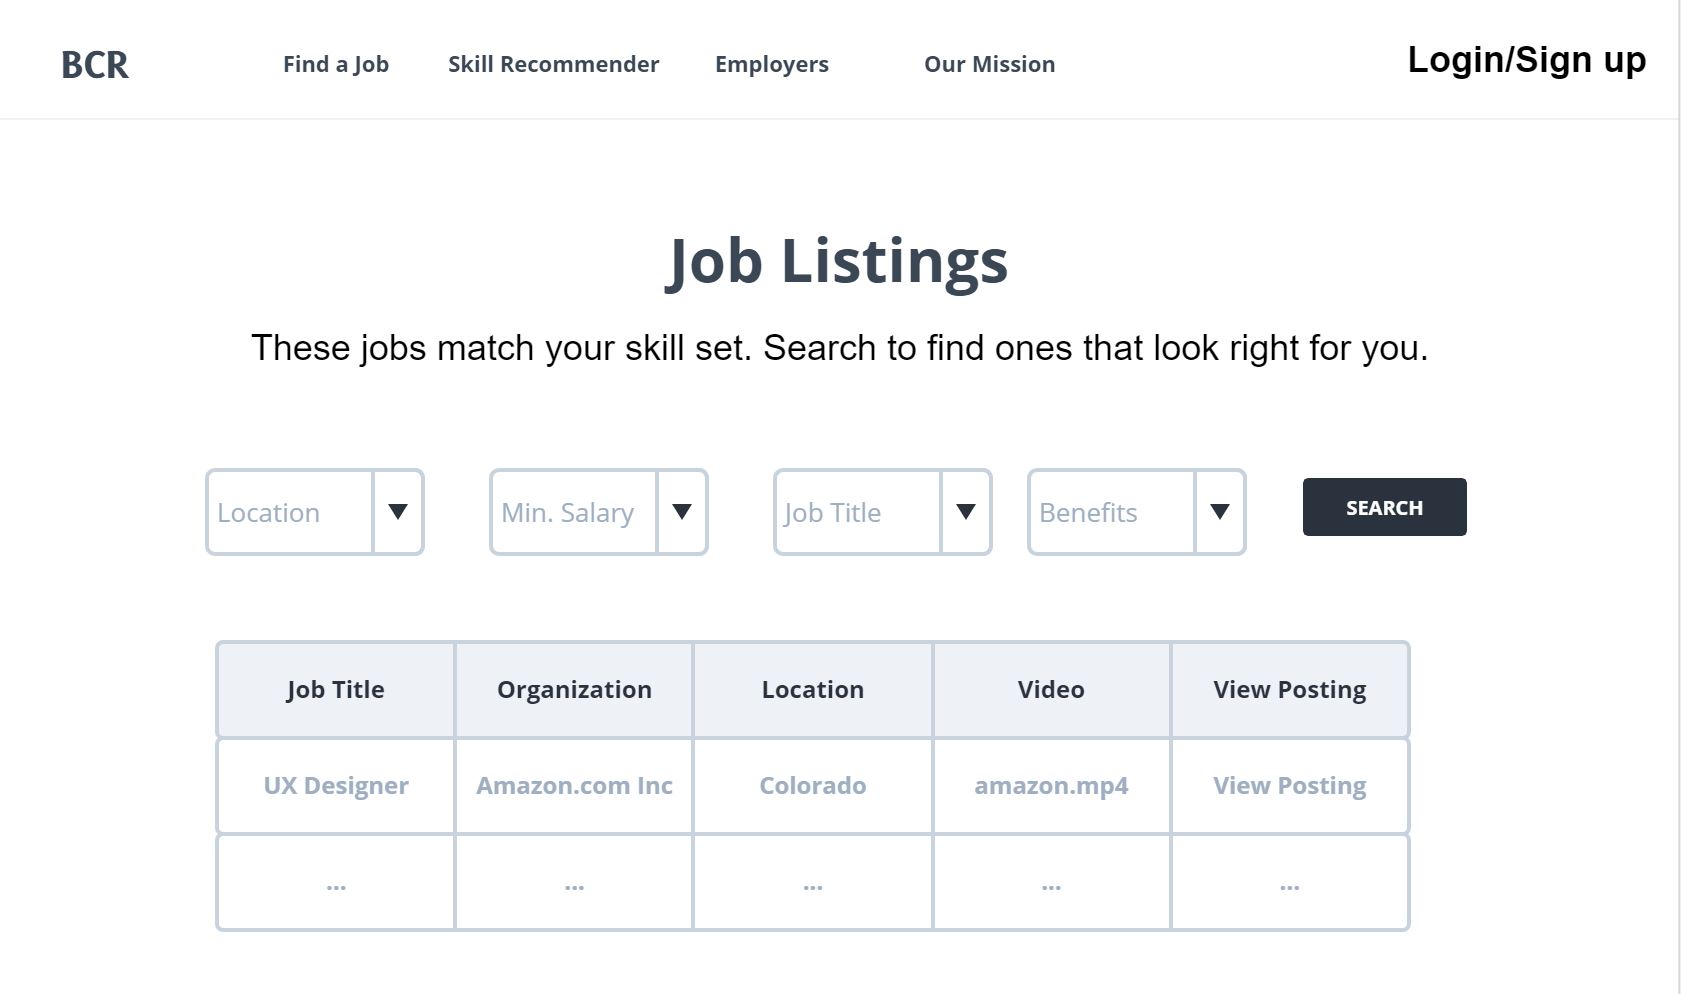 BCR Find a Job Skill Recommender Employers Our Mission Login/Sign up
Job Listings
These jobs match your skill set. Search to find ones that look right for you.
Location Min. Salary Job Title Benefits SEARCH
Job Title Organization Location Video View Posting
UX Designer Amazon.com Inc Colorado amazon.mp4 View Posting
... ... ... ... ...